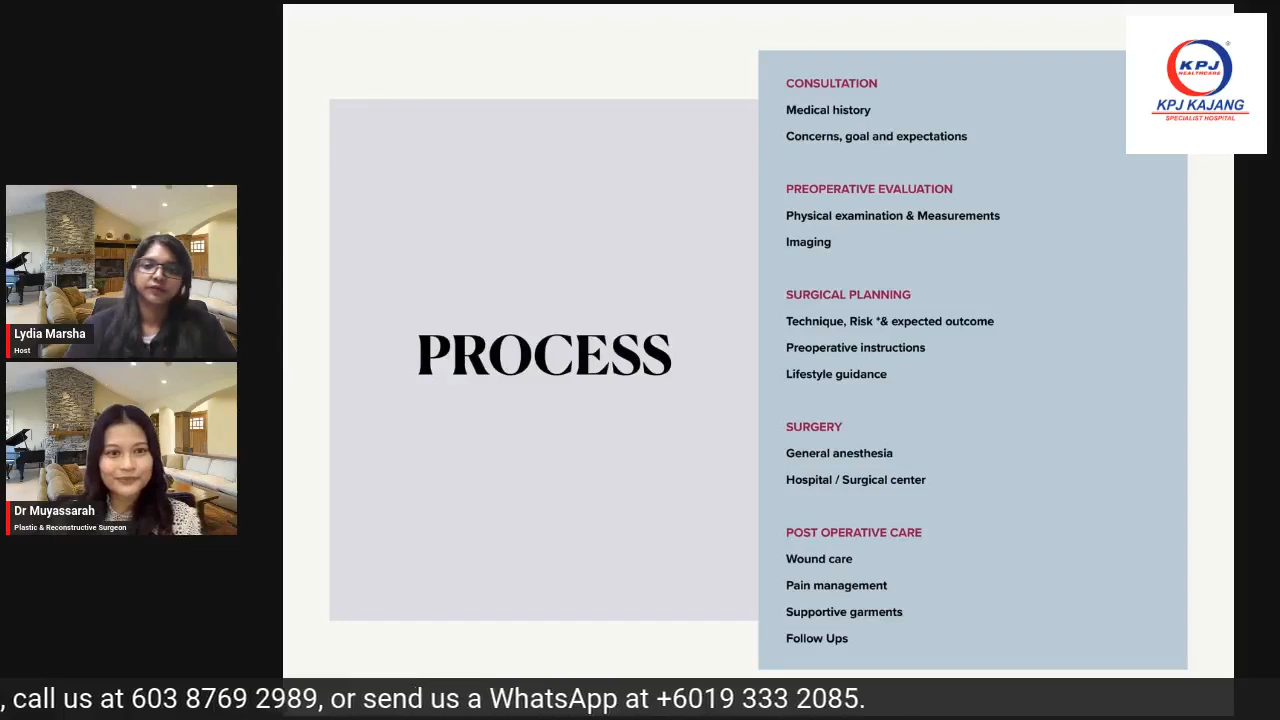 KPJ
HEALTHCARE
KPJ KAJANG
SPECIALIST HOSPITAL
CONSULTATION
Medical history
Concerns, goal and expectations
PREOPERATIVE EVALUATION
Physical examination & Measurements
Imaging
SURGICAL PLANNING
Technique, Risk *& expected outcome
Preoperative instructions
Lifestyle guidance
SURGERY
General anesthesia
Hospital / Surgical center
POST OPERATIVE CARE
Wound care
Pain management
Supportive garments
Follow Ups
PROCESS
Lydia Marsha
Host
Dr Muyassarah
Plastic & Reconstructive Surgeon
, call us at 603 8769 2989, or send us a WhatsApp at +6019 333 2085.